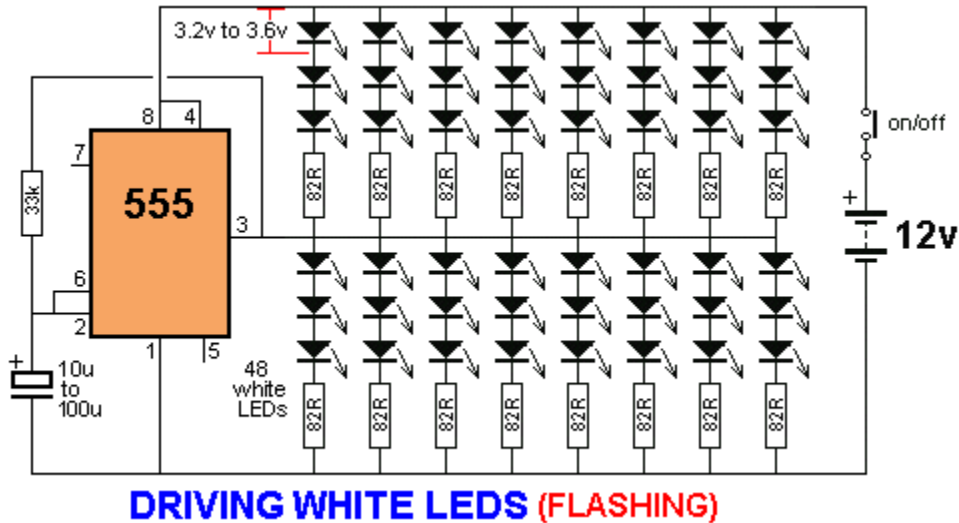 3.2v to 3.6v
8 4
7
on/off
33k
555
82R 82R 82R 82R 82R 82R 82R 82R
+
3
12v
6
2
1
5
+
10u
to
100u
48
white
LEDs
82R 82R 82R 82R 82R 82R 82R 82R
DRIVING WHITE LEDS (FLASHING)